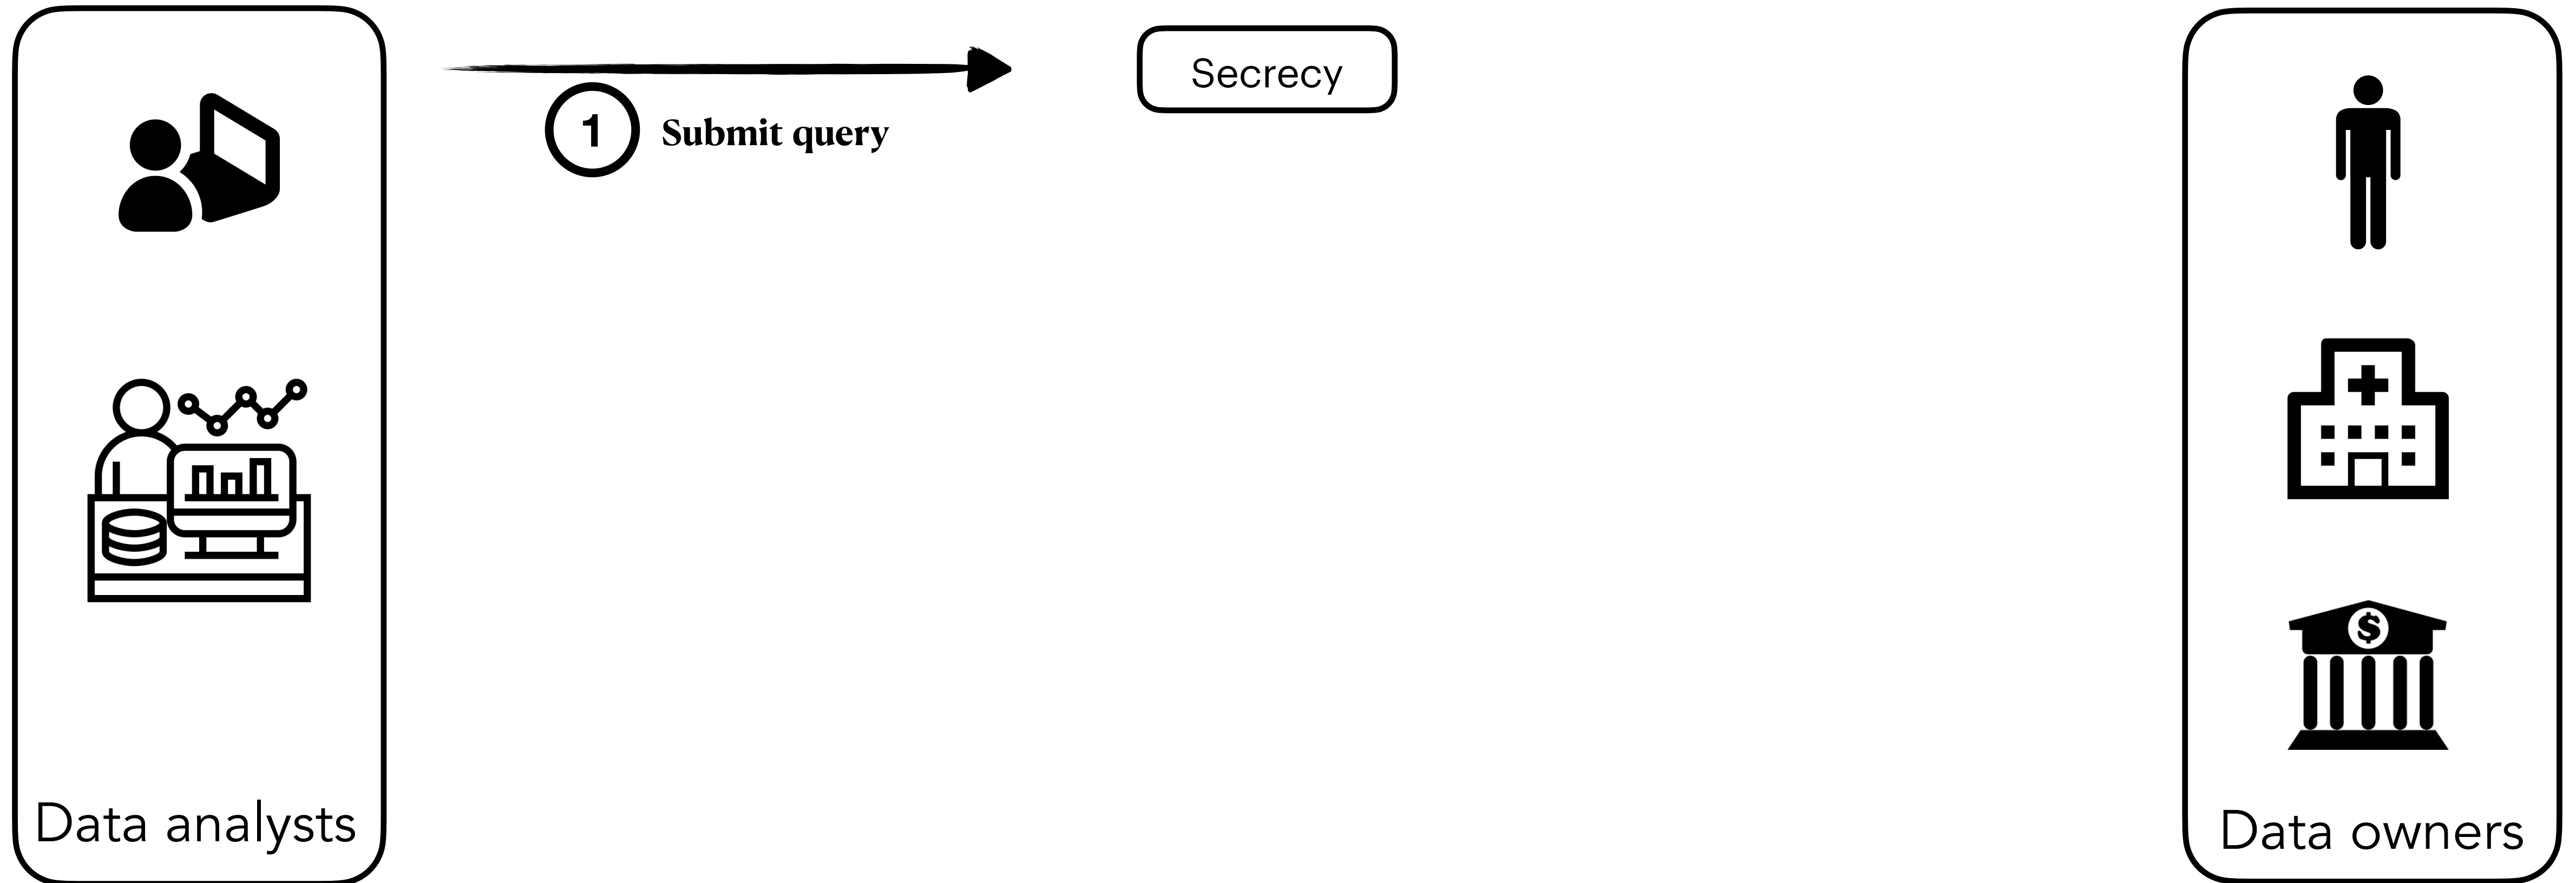 Secrecy
1 Submit query
$
Data analysts
Data owners